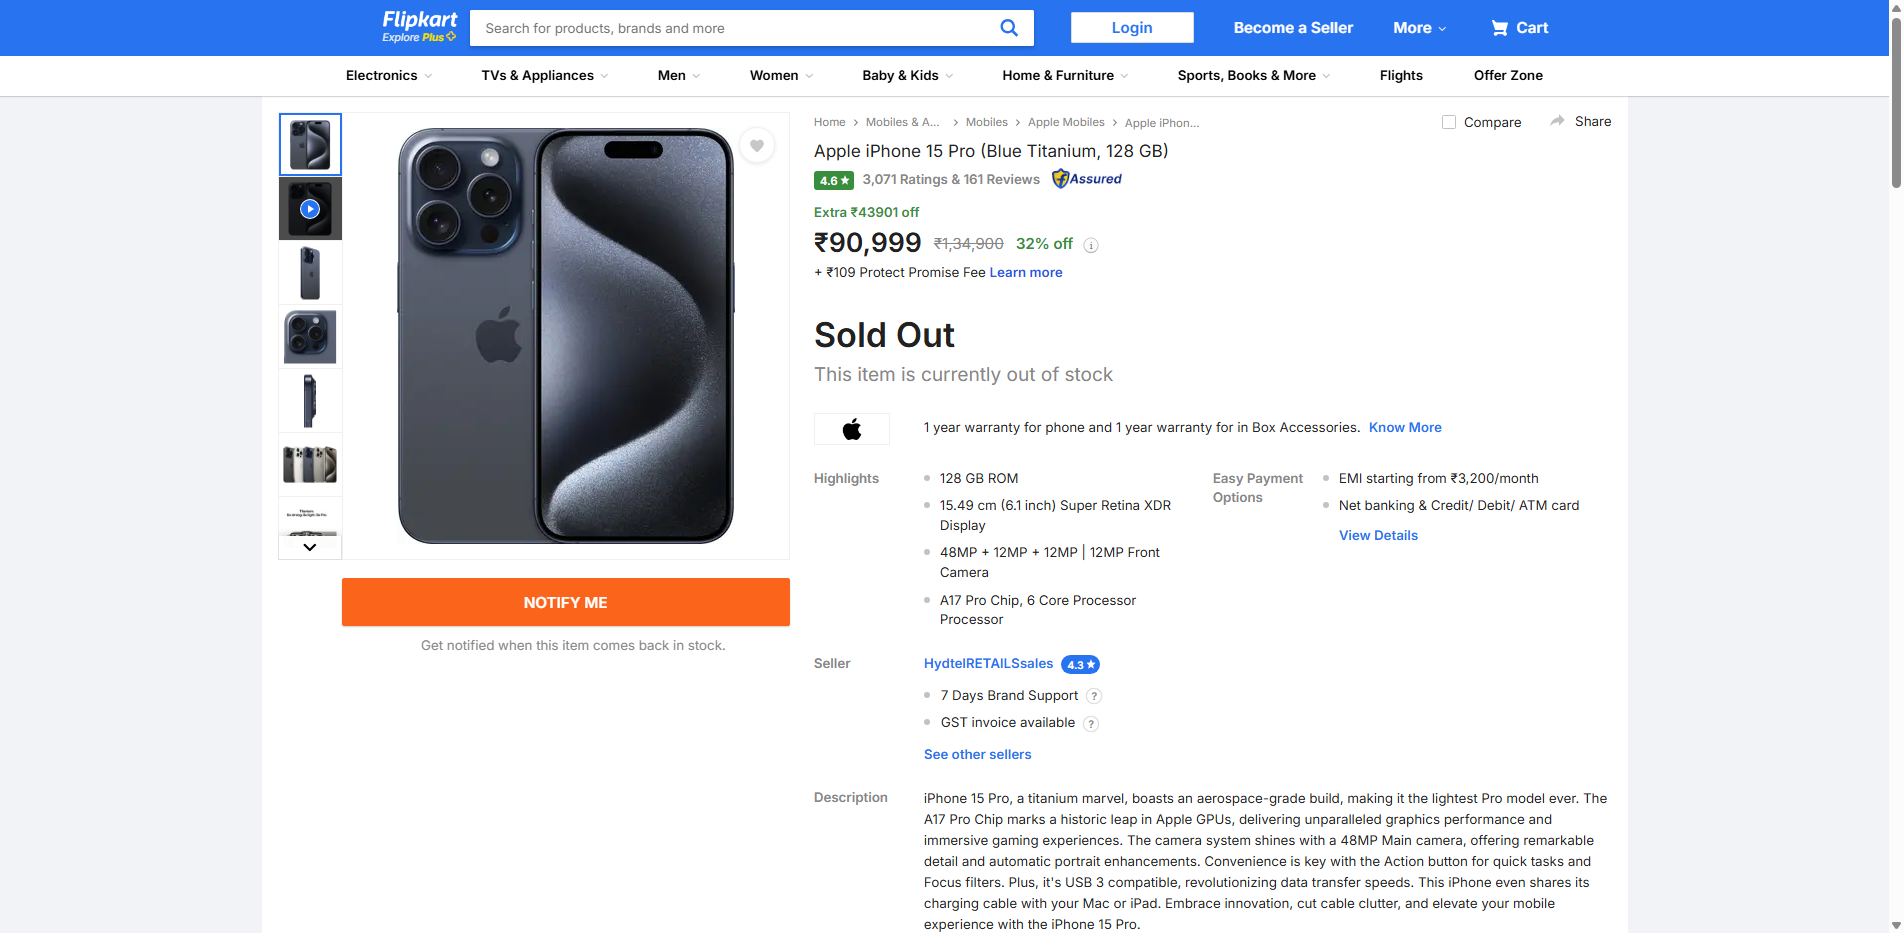 Flipkart
Explore Plus
Search for products, brands and more
Login
Become a Seller
More
Cart
Electronics
TVs & Appliances
Men
Women
Baby & Kids
Home & Furniture
Sports, Books & More
Flights
Offer Zone
Home
Mobiles & A...
Mobiles
Apple Mobiles
Apple iPhon...
Compare
Share
Apple iPhone 15 Pro (Blue Titanium, 128 GB)
4.6★
3,071 Ratings & 161 Reviews
Assured
Extra ₹43901 off
₹90,999 ₹1,34,900 32% off
+ ₹109 Protect Promise Fee Learn more
Sold Out
This item is currently out of stock
1 year warranty for phone and 1 year warranty for in Box Accessories. Know More
Highlights
128 GB ROM
15.49 cm (6.1 inch) Super Retina XDR
Display
48MP + 12MP + 12MP | 12MP Front
Camera
A17 Pro Chip, 6 Core Processor
Processor
Easy Payment
Options
EMI starting from ₹3,200/month
Net banking & Credit/ Debit/ ATM card
View Details
NOTIFY ME
Get notified when this item comes back in stock.
Seller
HydtelRETAILSsales 4.3★
7 Days Brand Support ?
GST invoice available ?
See other sellers
Description
iPhone 15 Pro, a titanium marvel, boasts an aerospace-grade build, making it the lightest Pro model ever. The
A17 Pro Chip marks a historic leap in Apple GPUs, delivering unparalleled graphics performance and
immersive gaming experiences. The camera system shines with a 48MP Main camera, offering remarkable
detail and automatic portrait enhancements. Convenience is key with the Action button for quick tasks and
Focus filters. Plus, it's USB 3 compatible, revolutionizing data transfer speeds. This iPhone even shares its
charging cable with your Mac or iPad. Embrace innovation, cut cable clutter, and elevate your mobile
experience with the iPhone 15 Pro.